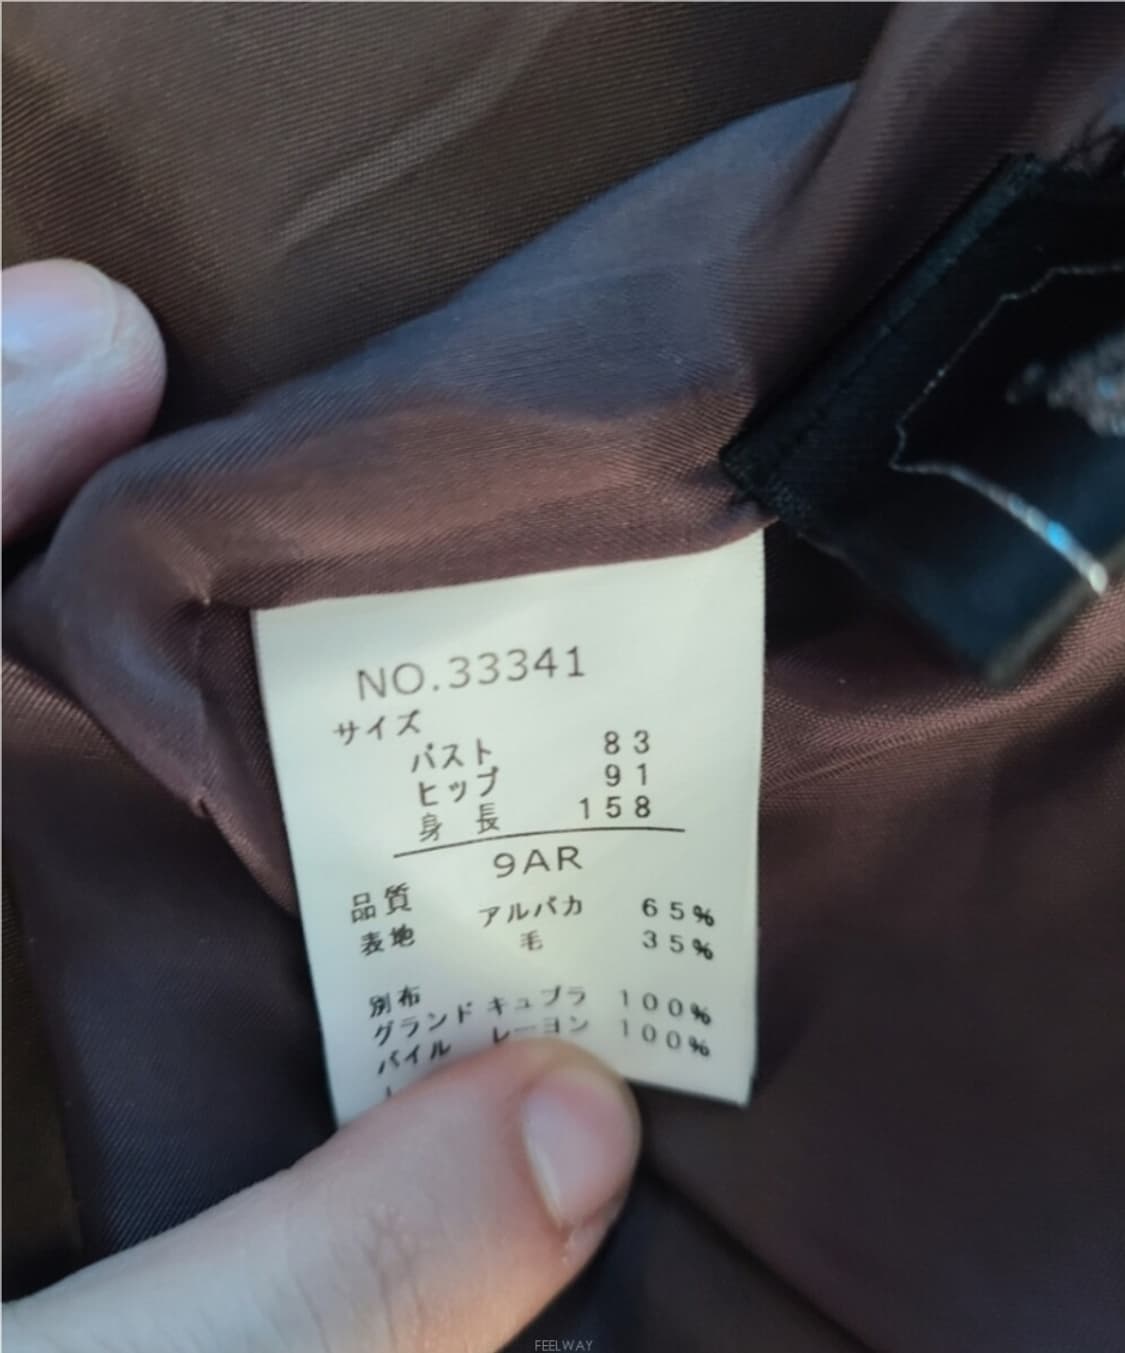 NO.33341
サイズ
バスト 83
ヒップ 91
身 長 158
9AR
品質
表地 アルパカ 65%
毛 35%
別布
グランド キュプラ 100%
パイル レーヨン 100%
FEELWAY